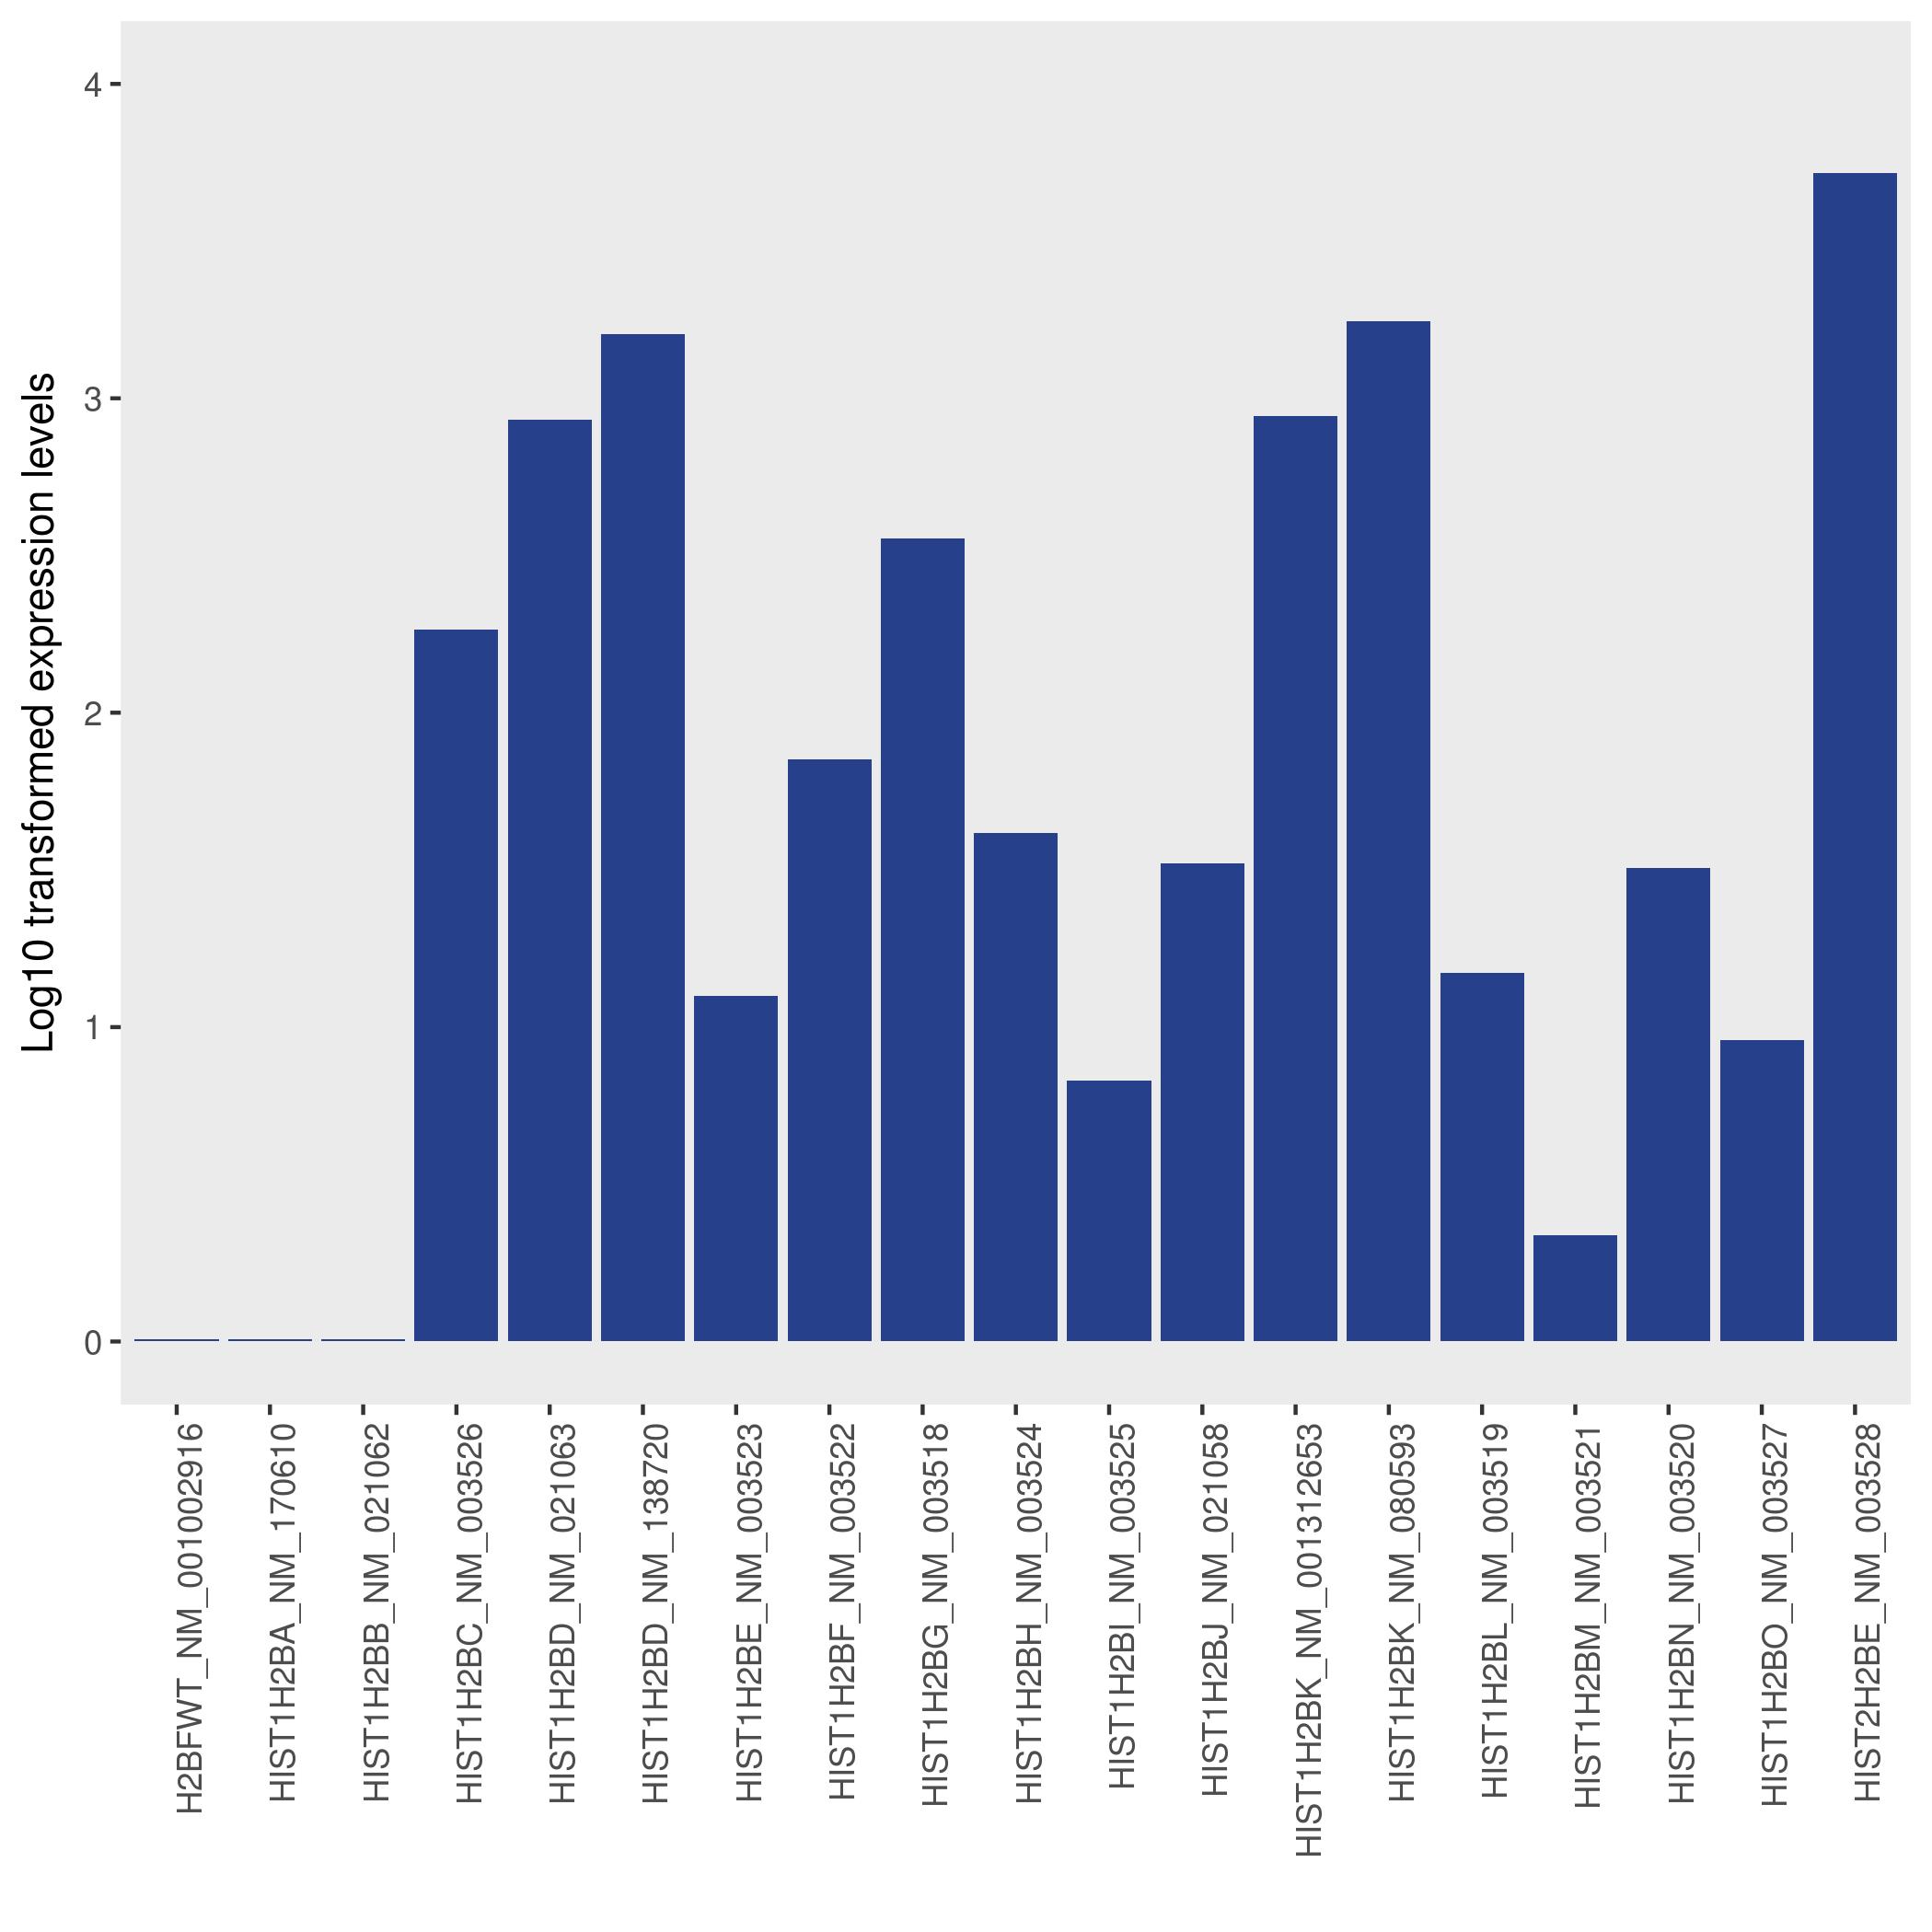 Log10 transformed expression levels
4
3
2
1
0
H2BFWT_NM_001002916
HIST1H2BA_NM_170610
HIST1H2BB_NM_021062
HIST1H2BC_NM_003526
HIST1H2BD_NM_021063
HIST1H2BD_NM_138720
HIST1H2BE_NM_003523
HIST1H2BF_NM_003522
HIST1H2BG_NM_003518
HIST1H2BH_NM_003524
HIST1H2BI_NM_003525
HIST1H2BJ_NM_021058
HIST1H2BK_NM_001312653
HIST1H2BK_NM_080593
HIST1H2BL_NM_003519
HIST1H2BM_NM_003521
HIST1H2BN_NM_003520
HIST1H2BO_NM_003527
HIST2H2BE_NM_003528